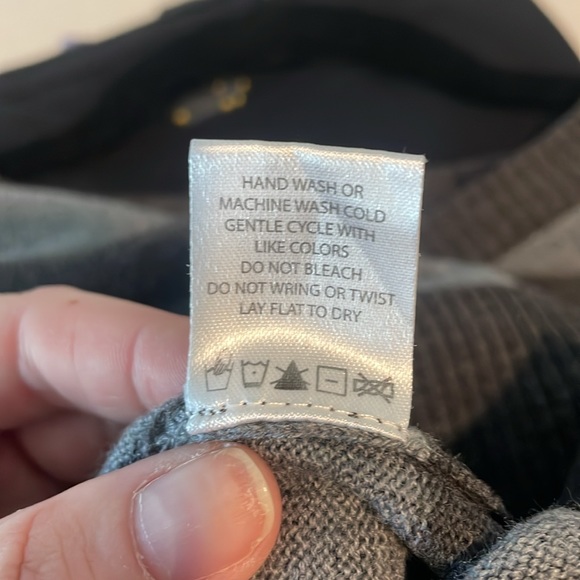 HAND WASH OR
MACHINE WASH COLD
GENTLE CYCLE WITH
LIKE COLORS
DO NOT BLEACH
DO NOT WRING OR TWIST
LAY FLAT TO DRY